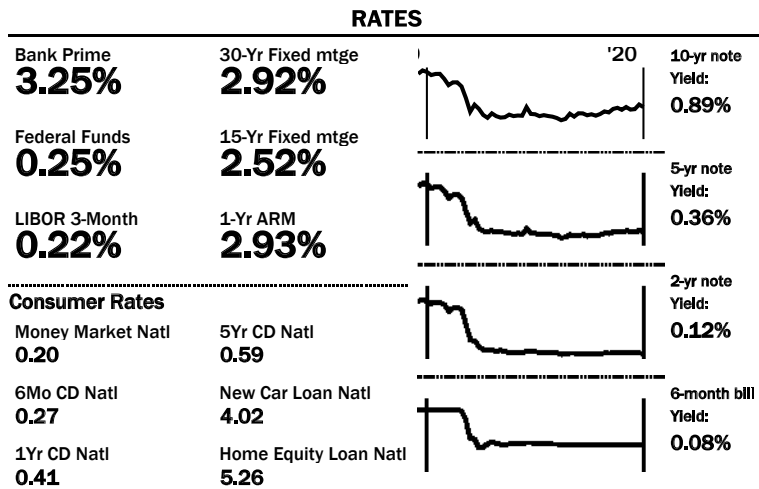 RATES
Bank Prime
3.25%
30-Yr Fixed mtge
2.92%
Federal Funds
0.25%
15-Yr Fixed mtge
2.52%
LIBOR 3-Month
0.22%
1-Yr ARM
2.93%
Consumer Rates
Money Market Natl
0.20
5Yr CD Natl
0.59
6Mo CD Natl
0.27
New Car Loan Natl
4.02
1Yr CD Natl
0.41
Home Equity Loan Natl
5.26
'20
10-yr note
Yield:
0.89%
5-yr note
Yield:
0.36%
2-yr note
Yield:
0.12%
6-month bill
Yield:
0.08%